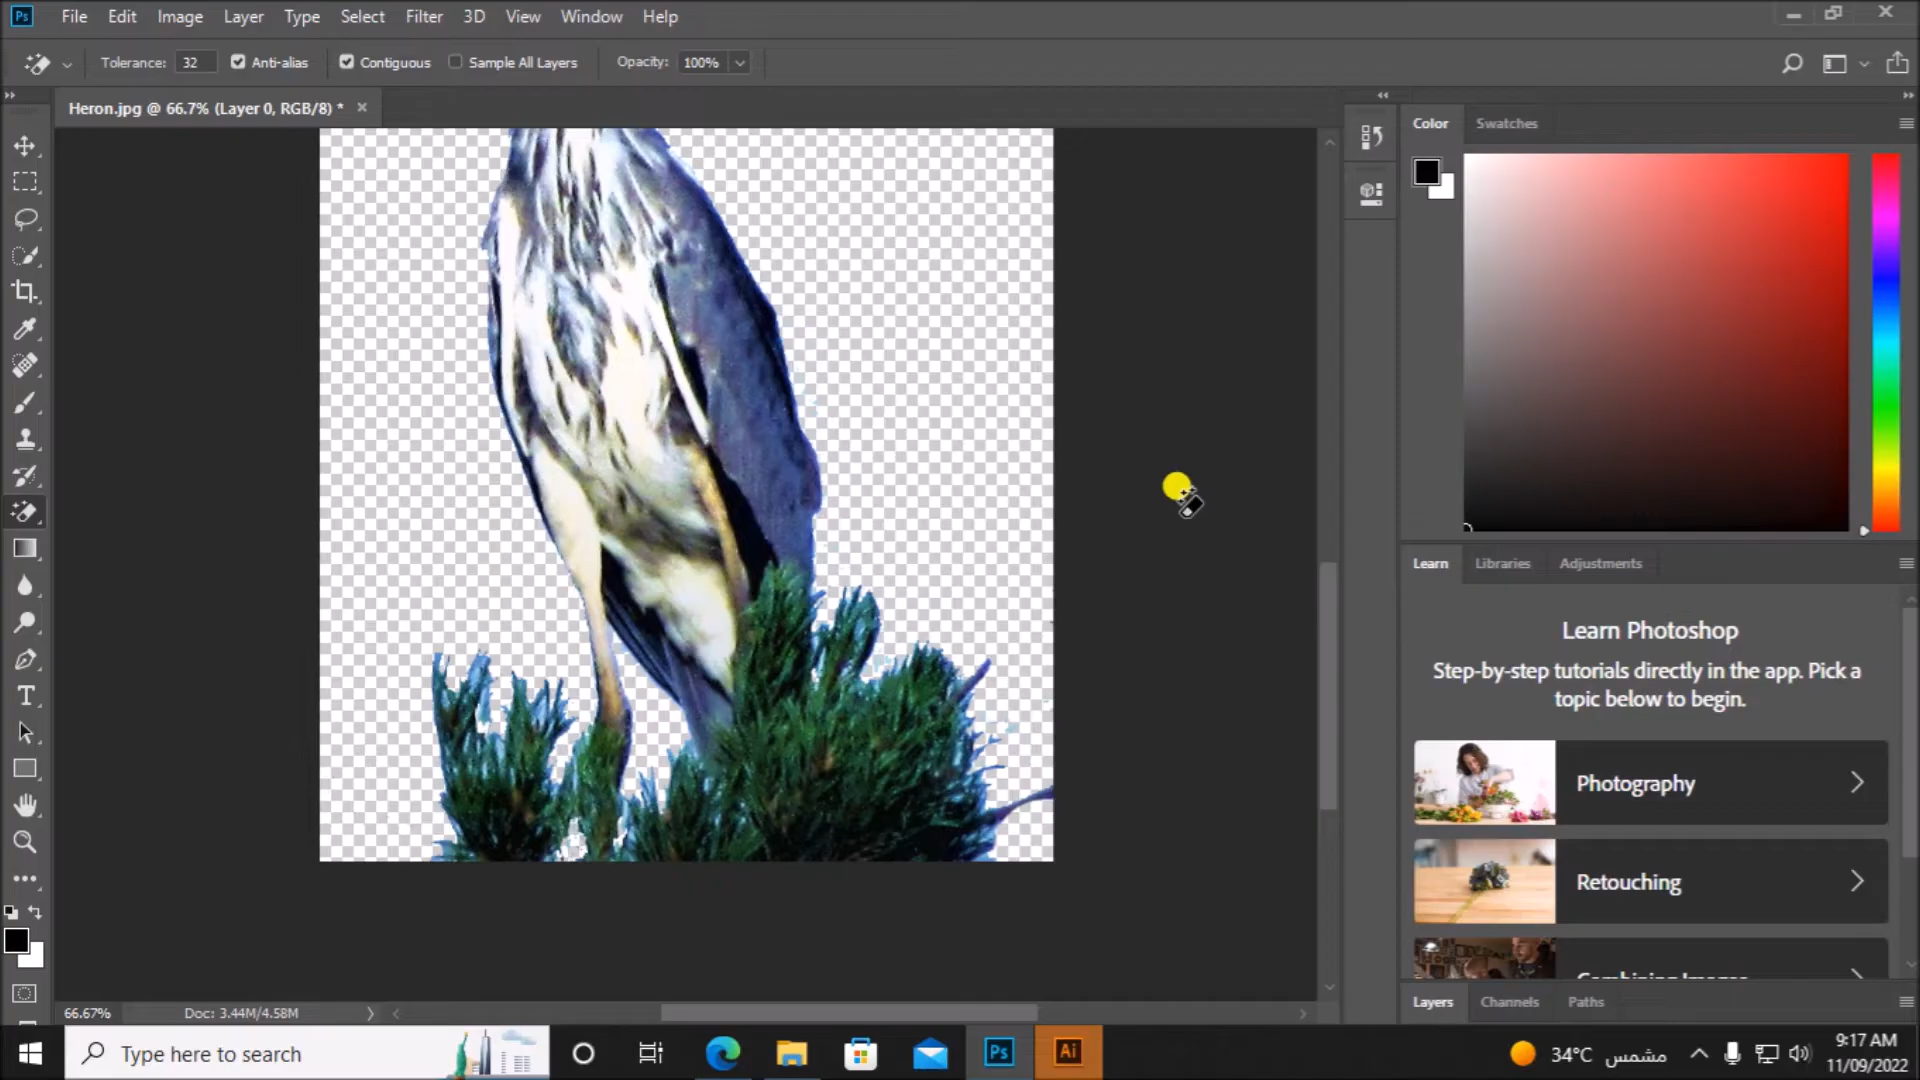 Ps File Edit Image Layer Type Select Filter 3D View Window Help
Tolerance: 32 Anti-alias Contiguous Sample All Layers Opacity: 100%
Heron.jpg @ 66.7% (Layer 0, RGB/8) *
Color Swatches
Learn Libraries Adjustments
Learn Photoshop
Step-by-step tutorials directly in the app. Pick a
topic below to begin.
Photography
Retouching
Combining Images
Layers Channels Paths
66.67% Doc: 3.44M/4.58M
Type here to search
Ps
Ai
34°C مشمس
9:17 AM
11/09/2022